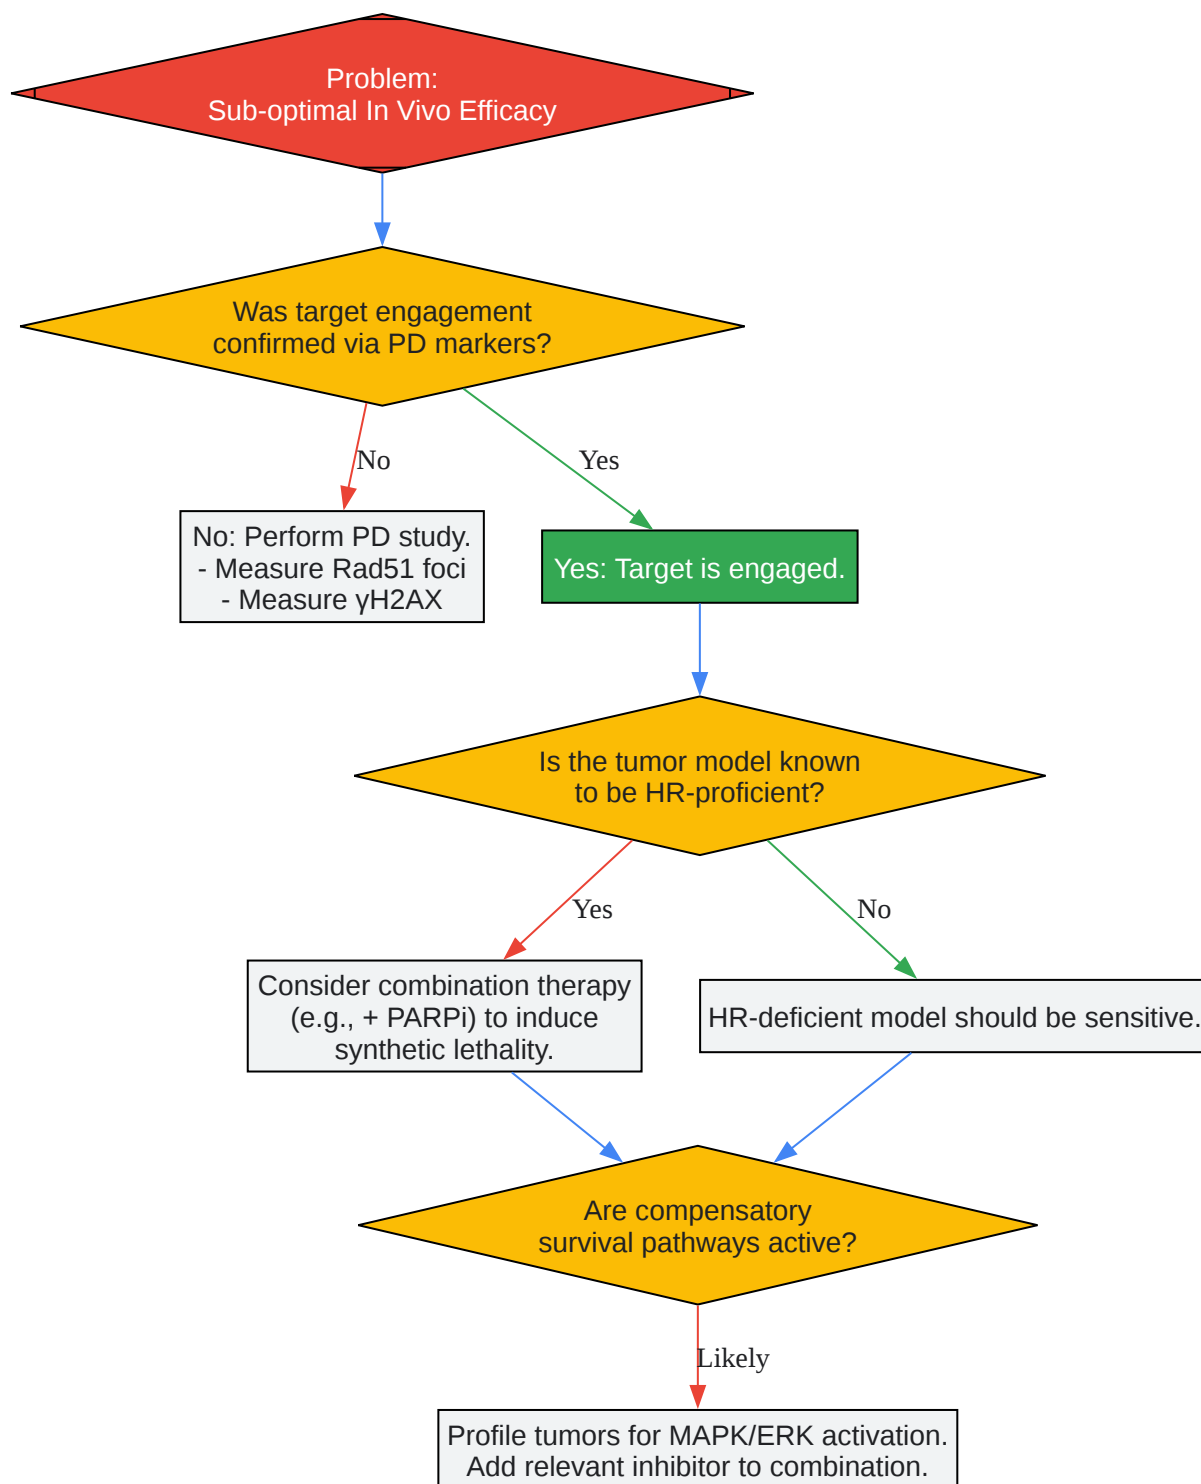 Problem:
Sub-optimal In Vivo Efficacy
Was target engagement
confirmed via PD markers?
No
Yes
No: Perform PD study.
- Measure Rad51 foci
- Measure γH2AX
Yes: Target is engaged.
Is the tumor model known
to be HR-proficient?
Yes
No
Consider combination therapy
(e.g., + PARPi) to induce
synthetic lethality.
HR-deficient model should be sensitive.
Are compensatory
survival pathways active?
Likely
Profile tumors for MAPK/ERK activation.
Add relevant inhibitor to combination.